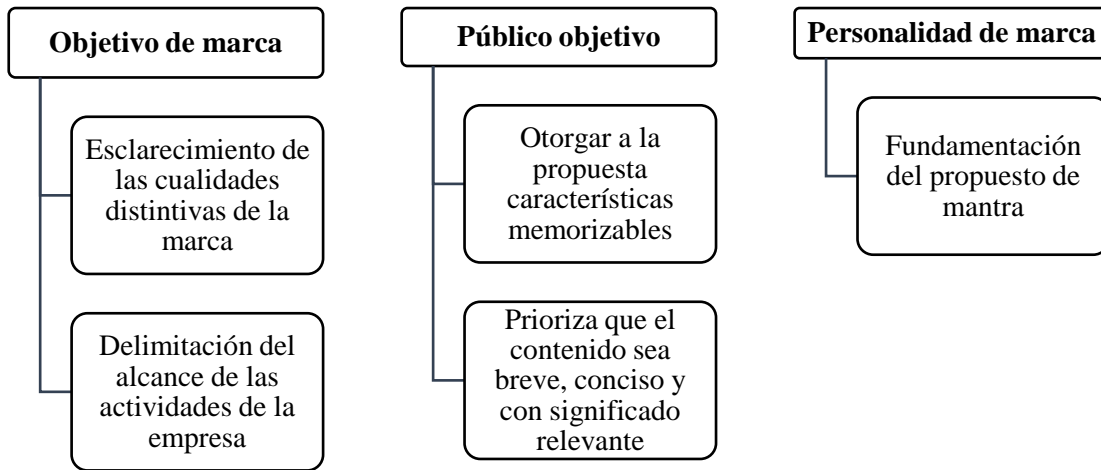 Objetivo de marca
Esclarecimiento de
las cualidades
distintivas de la
marca
Delimitación del
alcance de las
actividades de la
empresa
Público objetivo
Otorgar a la
propuesta
características
memorizables
Prioriza que el
contenido sea
breve, conciso y
con significado
relevante
Personalidad de marca
Fundamentación
del propuesto de
mantra